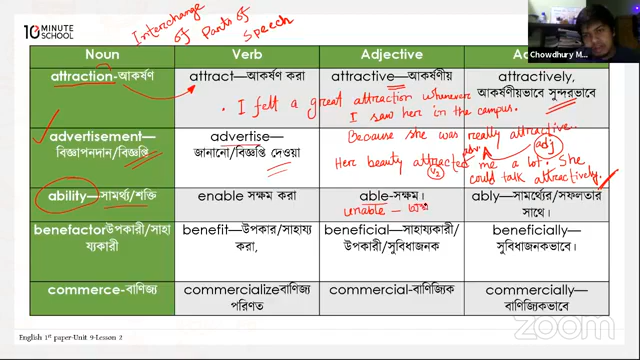 10 MINUTE SCHOOL
Interchange
of Parts of
Speech
Chowdhury M...
Noun Verb Adjective Ad
attraction-আকর্ষণ attract—আকর্ষণ করা attractive—আকর্ষণীয় attractively, আকর্ষণীয়ভাবে সুন্দরভাবে
. I felt a great attraction whenever
I saw here in the campus.
advertisement—বিজ্ঞাপনদান/বিজ্ঞপ্তি advertise—জানানো/বিজ্ঞপ্তি দেওয়া
Because she was really attractive.
adv. adj
Her beauty attracted me a lot. She
V2
could talk attractively.
ability—সামর্থ্য/শক্তি enable সক্ষম করা able-সক্ষম। ably—সামর্থ্যের/সফলতার সাথে।
unable –
benefactorউপকারী/সাহায্যকারী benefit—উপকার/সাহায্য করা, beneficial—সাহায্যকারী/উপকারী/সুবিধাজনক beneficially—সুবিধাজনকভাবে।
commerce-বাণিজ্য commercializeবাণিজ্য পরিণত commercial-বাণিজ্যিক commercially—বাণিজ্যিকভাবে
English 1st paper-Unit 9-Lesson 2
zoom